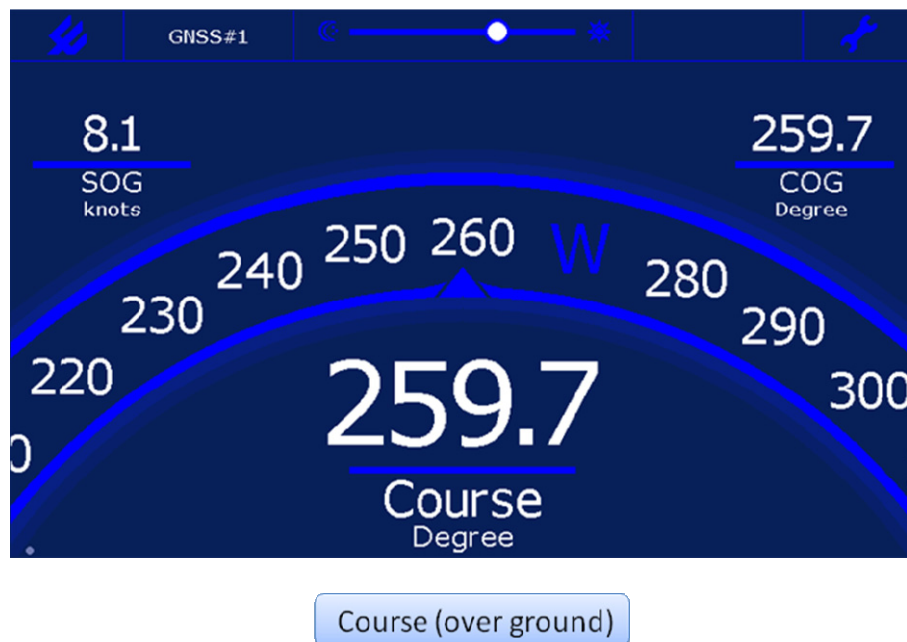 GNSS#1
8.1
SOG
knots
259.7
COG
Degree
220 230 240 250 260 W 280 290 300
0
259.7
Course
Degree
Course (over ground)